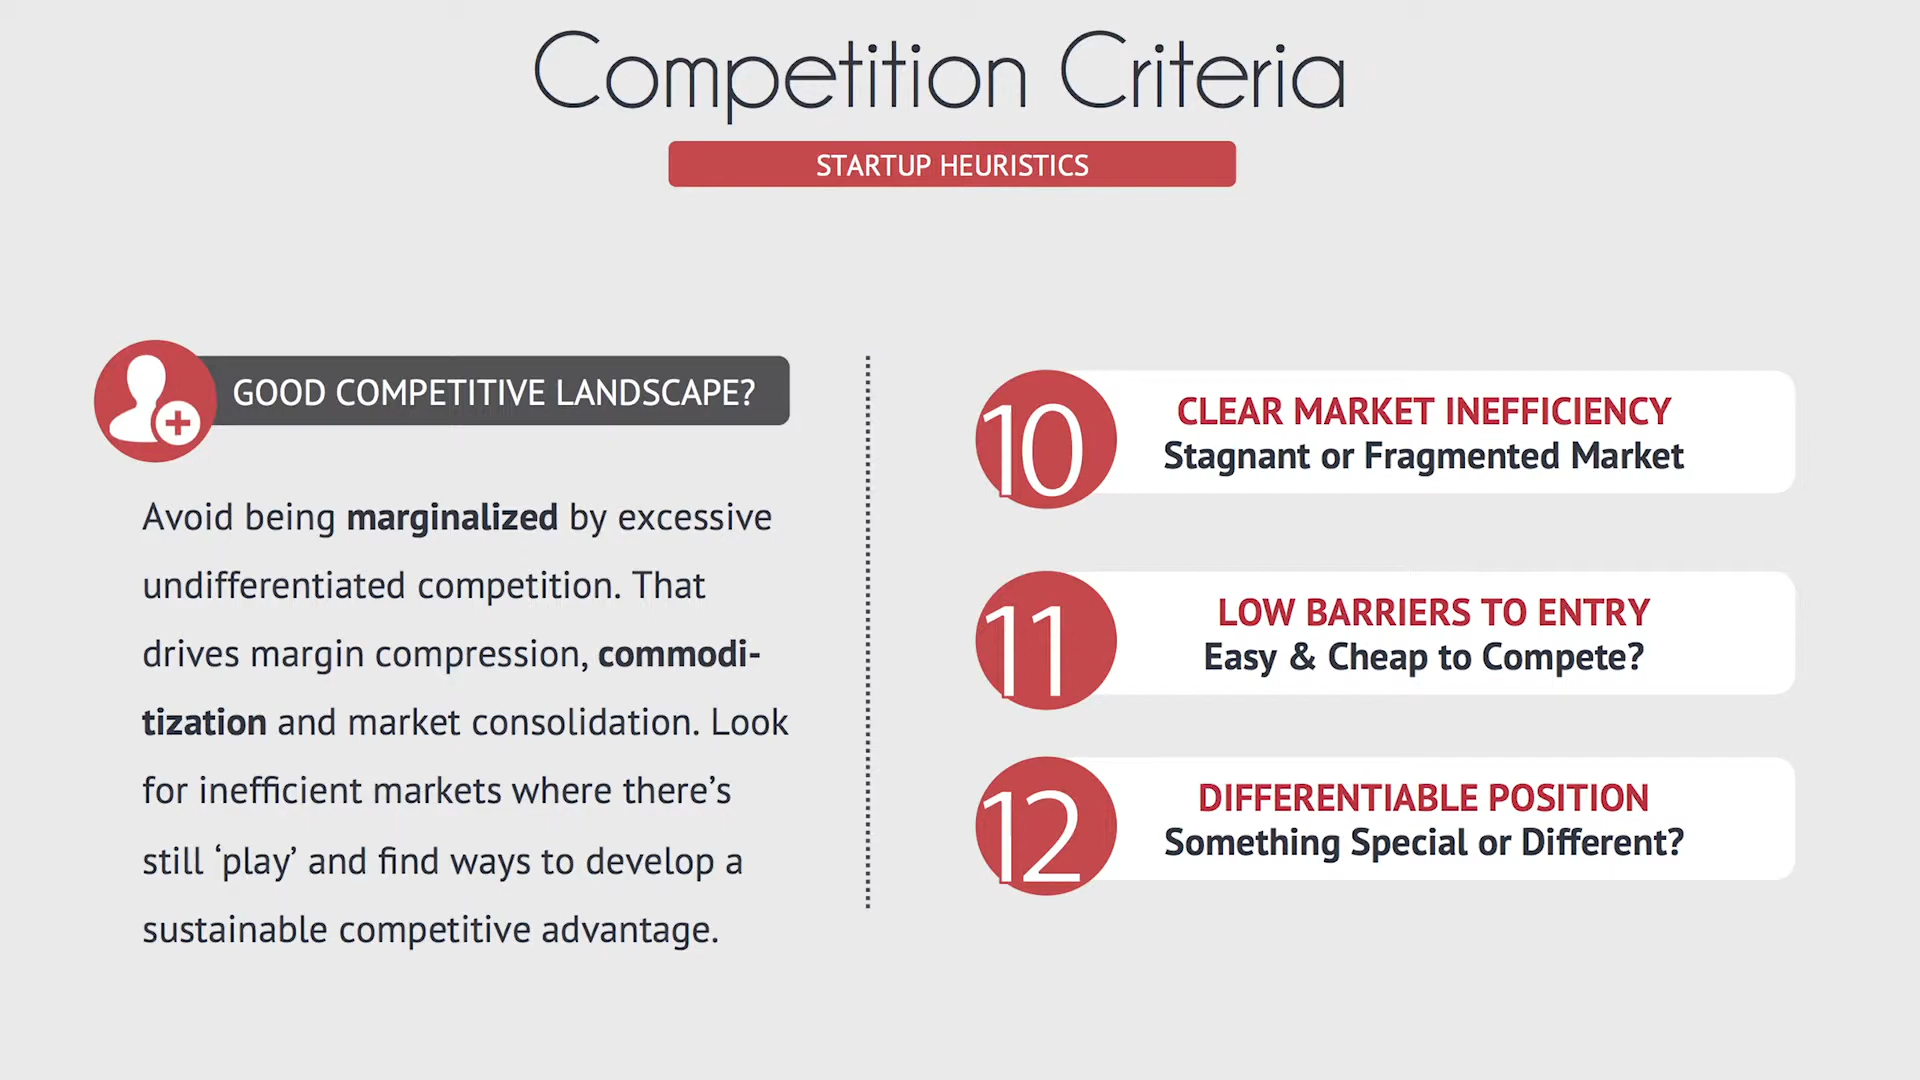 Competition Criteria
STARTUP HEURISTICS
GOOD COMPETITIVE LANDSCAPE?
Avoid being marginalized by excessive
undifferentiated competition. That
drives margin compression, commodi-
tization and market consolidation. Look
for inefficient markets where there’s
still ‘play’ and find ways to develop a
sustainable competitive advantage.
10
CLEAR MARKET INEFFICIENCY
Stagnant or Fragmented Market
11
LOW BARRIERS TO ENTRY
Easy & Cheap to Compete?
12
DIFFERENTIABLE POSITION
Something Special or Different?